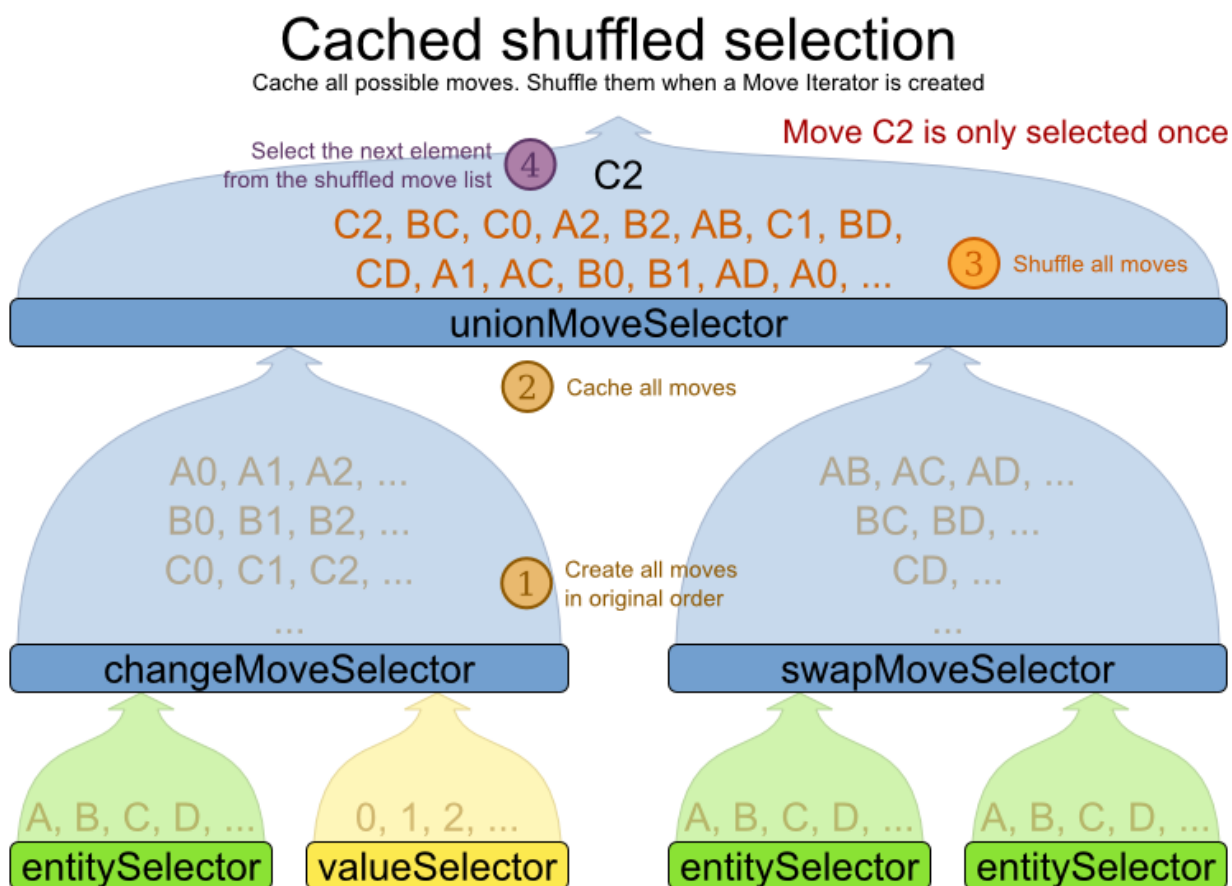 Cached shuffled selection
Cache all possible moves. Shuffle them when a Move Iterator is created
Move C2 is only selected once
Select the next element
from the shuffled move list
4
C2
C2, BC, C0, A2, B2, AB, C1, BD,
CD, A1, AC, B0, B1, AD, A0, ...
3
Shuffle all moves
unionMoveSelector
2
Cache all moves
A0, A1, A2, ...
B0, B1, B2, ...
C0, C1, C2, ...
...
1
Create all moves
in original order
AB, AC, AD, ...
BC, BD, ...
CD, ...
...
changeMoveSelector
swapMoveSelector
A, B, C, D, ...
0, 1, 2, ...
A, B, C, D, ...
A, B, C, D, ...
entitySelector
valueSelector
entitySelector
entitySelector